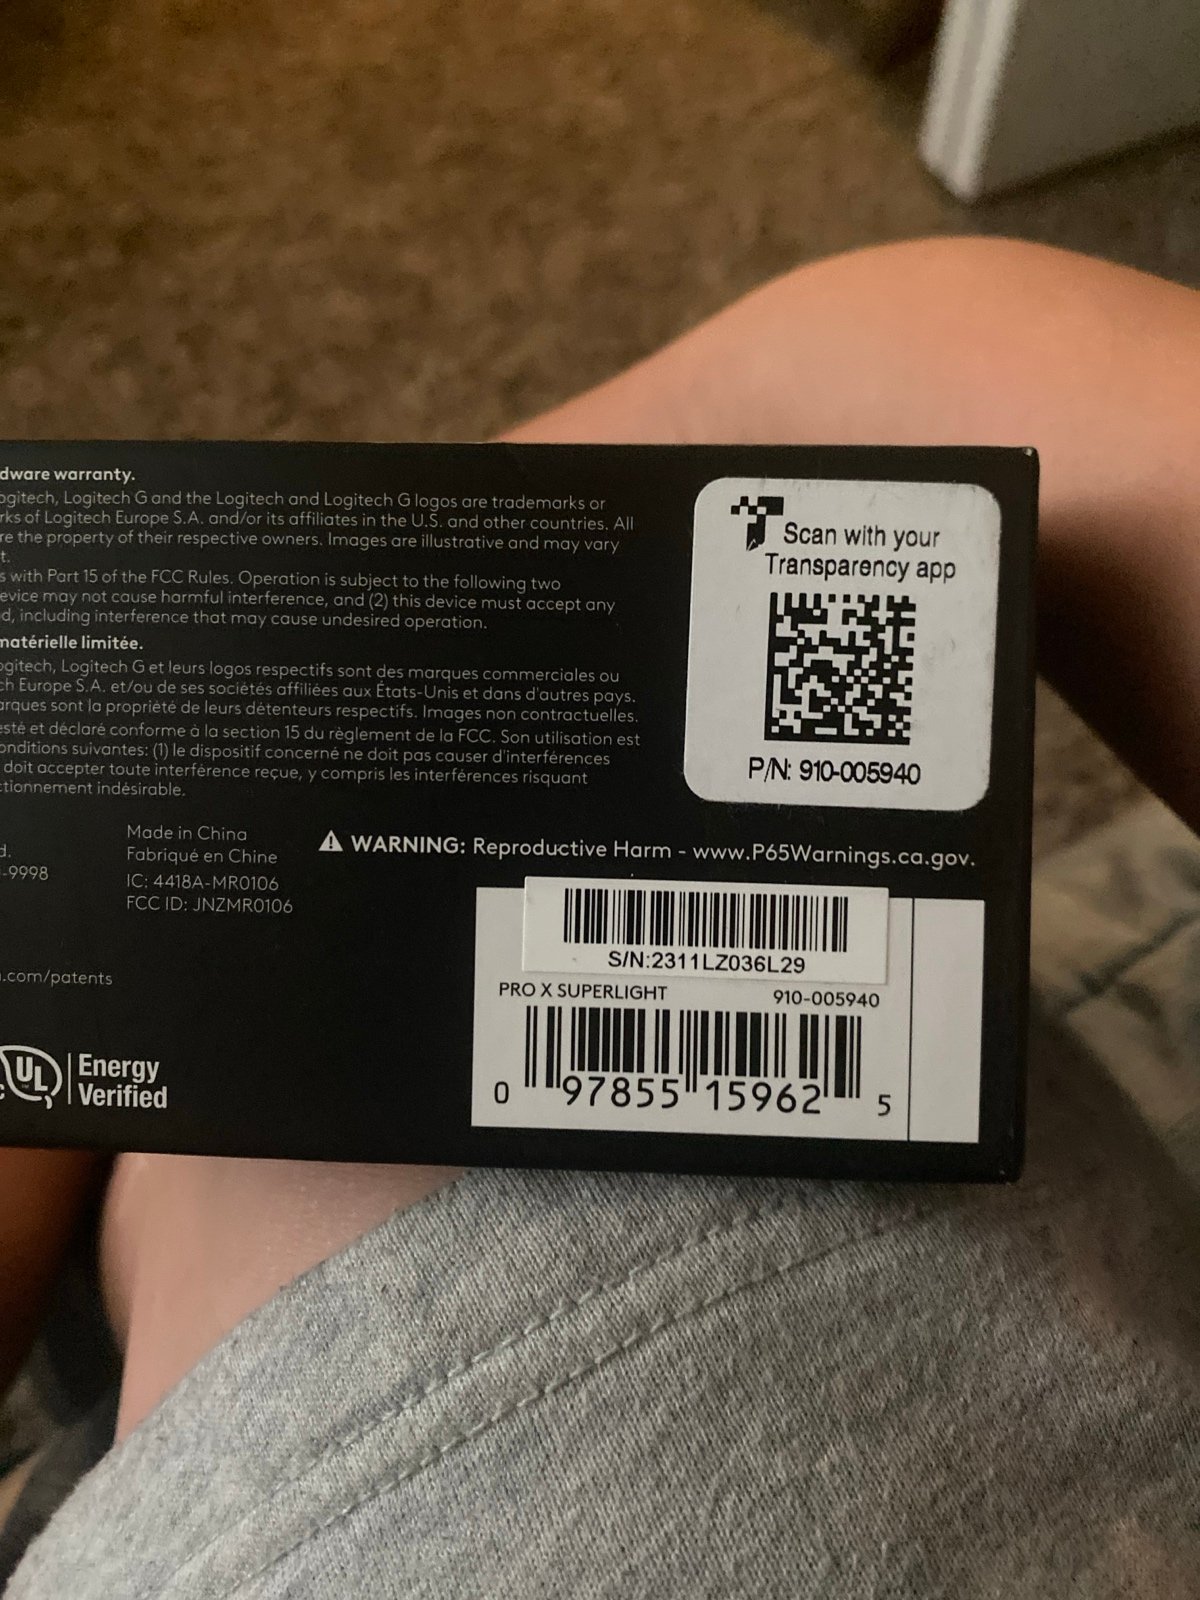 dware warranty.
ogitech, Logitech G and the Logitech and Logitech G logos are trademarks or
rks of Logitech Europe S.A. and/or its affiliates in the U.S. and other countries. All
re the property of their respective owners. Images are illustrative and may vary
t.
s with Part 15 of the FCC Rules. Operation is subject to the following two
evice may not cause harmful interference, and (2) this device must accept any
d, including interference that may cause undesired operation.
matérielle limitée.
ogitech, Logitech G et leurs logos respectifs sont des marques commerciales ou
ch Europe S.A. et/ou de ses sociétés affiliées aux États-Unis et dans d'autres pays.
arques sont la propriété de leurs détenteurs respectifs. Images non contractuelles.
esté et déclaré conforme à la section 15 du règlement de la FCC. Son utilisation est
onditions suivantes: (1) le dispositif concerné ne doit pas causer d'interférences
doit accepter toute interférence reçue, y compris les interférences risquant
ctionnement indésirable.
Scan with your
Transparency app
P/N: 910-005940
d.
-9998
Made in China
Fabriqué en Chine
IC: 4418A-MR0106
FCC ID: JNZMR0106
WARNING: Reproductive Harm - www.P65Warnings.ca.gov.
.com/patents
UL
Energy
Verified
S/N:2311LZ036L29
PRO X SUPERLIGHT 910-005940
0 97855 15962 5